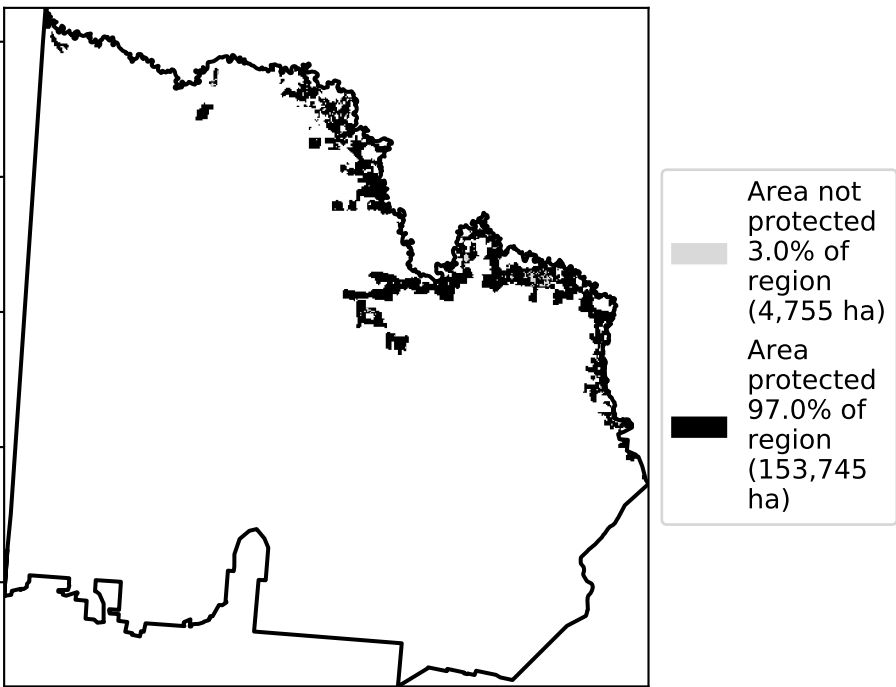 Area not
protected
3.0% of
region
(4,755 ha)
Area
protected
97.0% of
region
(153,745
ha)